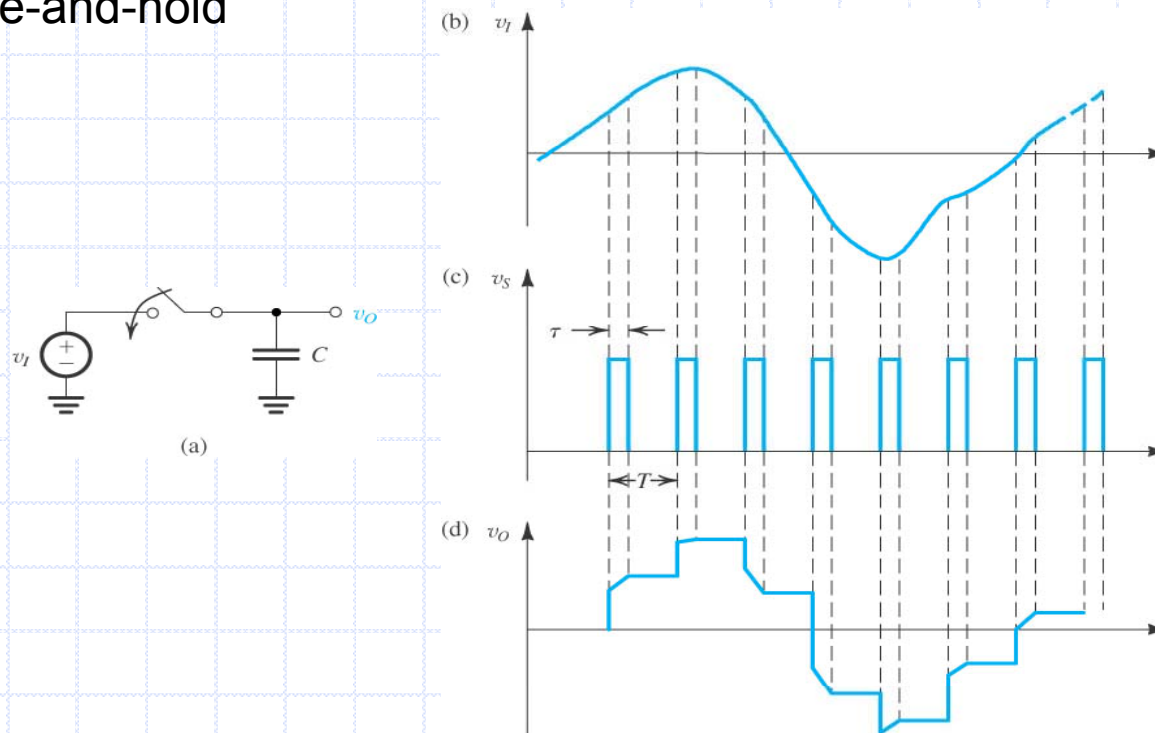 e-and-hold
(b) v_I
(c) v_S
τ
v_O
v_I
+
−
C
(a)
T
(d) v_O